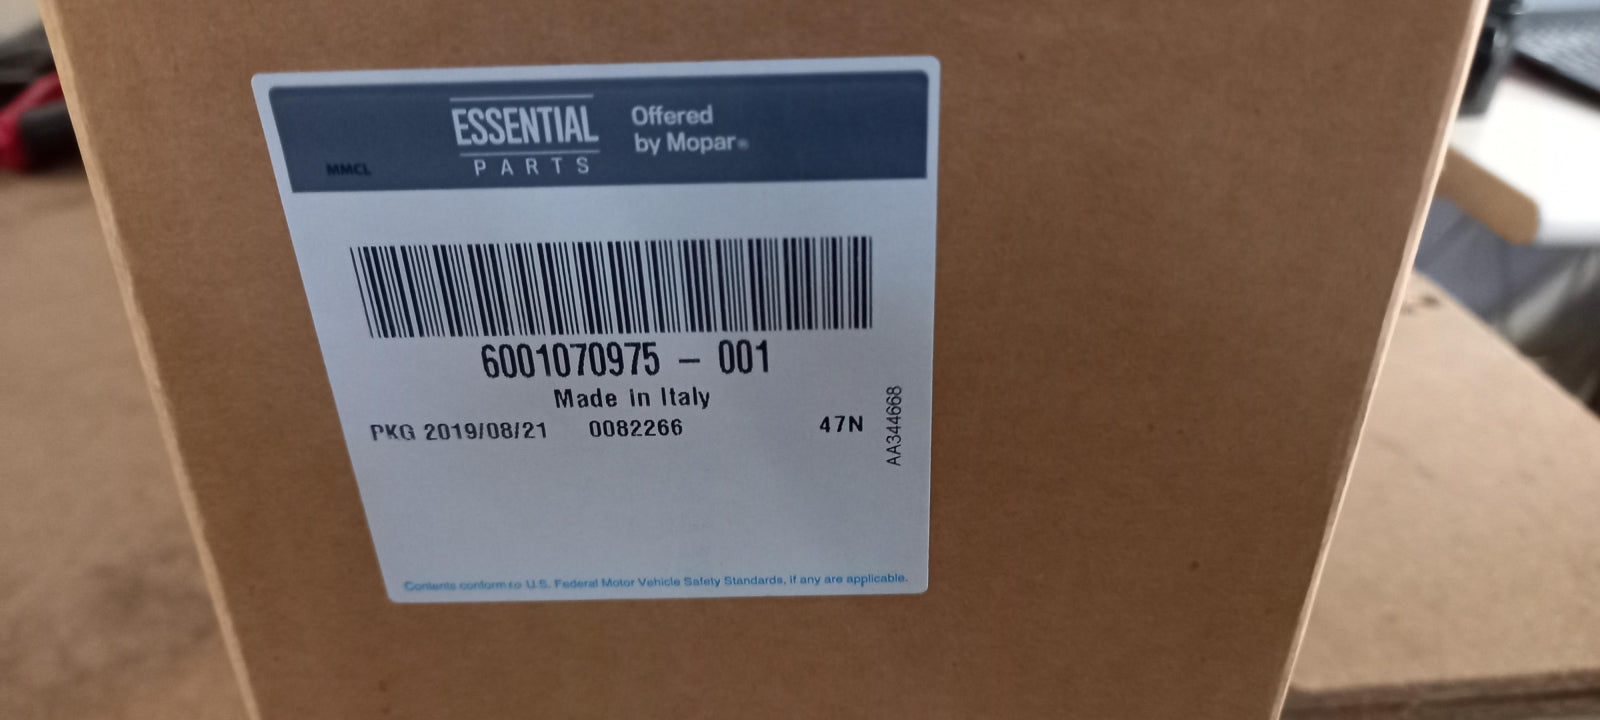 ESSENTIAL
PARTS
Offered
by Mopar®
MMCL
6001070975 - 001
Made in Italy
PKG 2019/08/21 0082266 47N
AA344668
Contents conform to U.S. Federal Motor Vehicle Safety Standards, if any are applicable.